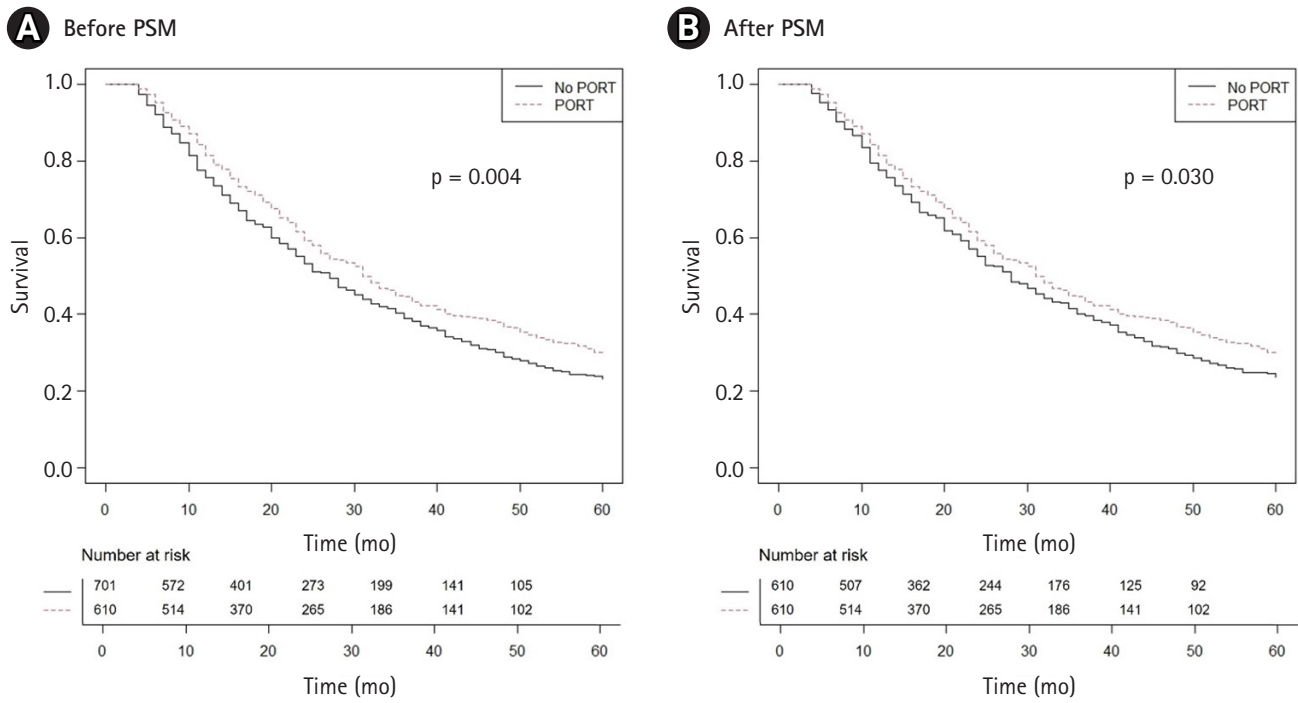 A Before PSM
1.0
0.8
0.6
0.4
0.2
0.0
Survival
No PORT
PORT
p = 0.004
0 10 20 30 40 50 60
Time (mo)
Number at risk
701 572 401 273 199 141 105
610 514 370 265 186 141 102
0 10 20 30 40 50 60
Time (mo)
B After PSM
1.0
0.8
0.6
0.4
0.2
0.0
Survival
No PORT
PORT
p = 0.030
0 10 20 30 40 50 60
Time (mo)
Number at risk
610 507 362 244 176 125 92
610 514 370 265 186 141 102
0 10 20 30 40 50 60
Time (mo)